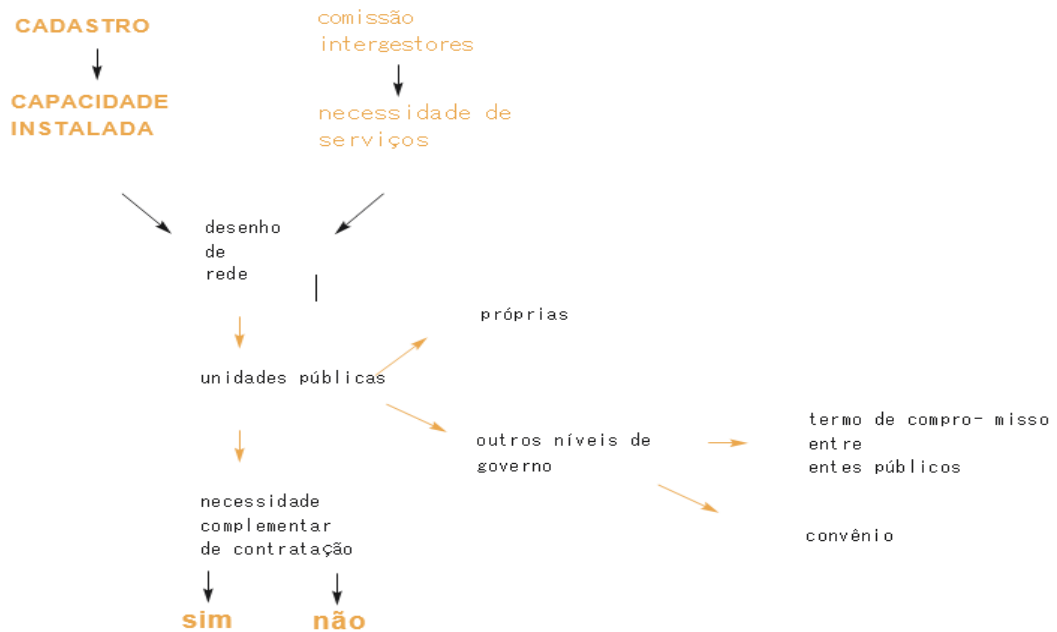 CADASTRO
comissão
intergestores
CAPACIDADE
INSTALADA
necessidade de
serviços
desenho
de
rede
próprias
unidades públicas
outros níveis de
governo
termo de compro- misso
entre
entes públicos
necessidade
complementar
de contratação
convênio
sim
não